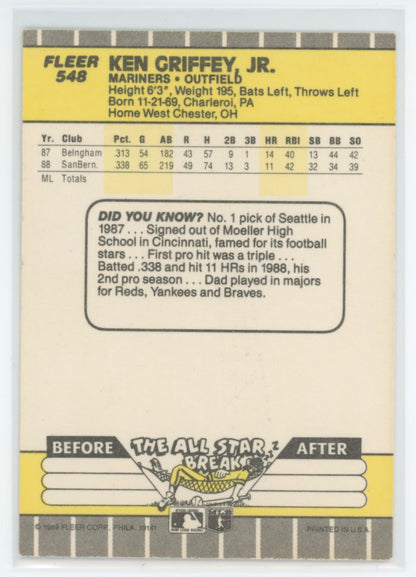 FLEER
548
KEN GRIFFEY, JR.
MARINERS • OUTFIELD
Height 6'3", Weight 195, Bats Left, Throws Left
Born 11-21-69, Charleroi, PA
Home West Chester, OH
Yr. Club Pct. G AB R H 2B 3B HR RBI SB BB SO
87 Belngham .313 54 182 43 57 9 1 14 40 13 44 42
88 SanBern. .338 65 219 49 74 13 3 11 42 32 34 39
ML Totals
DID YOU KNOW? No. 1 pick of Seattle in
1987 . . . Signed out of Moeller High
School in Cincinnati, famed for its football
stars . . . First pro hit was a triple . . .
Batted .338 and hit 11 HRs in 1988, his
2nd pro season . . . Dad played in majors
for Reds, Yankees and Braves.
BEFORE THE ALL STAR BREAK AFTER
© 1989 FLEER CORP., PHILA. 19141
PRINTED IN U.S.A.